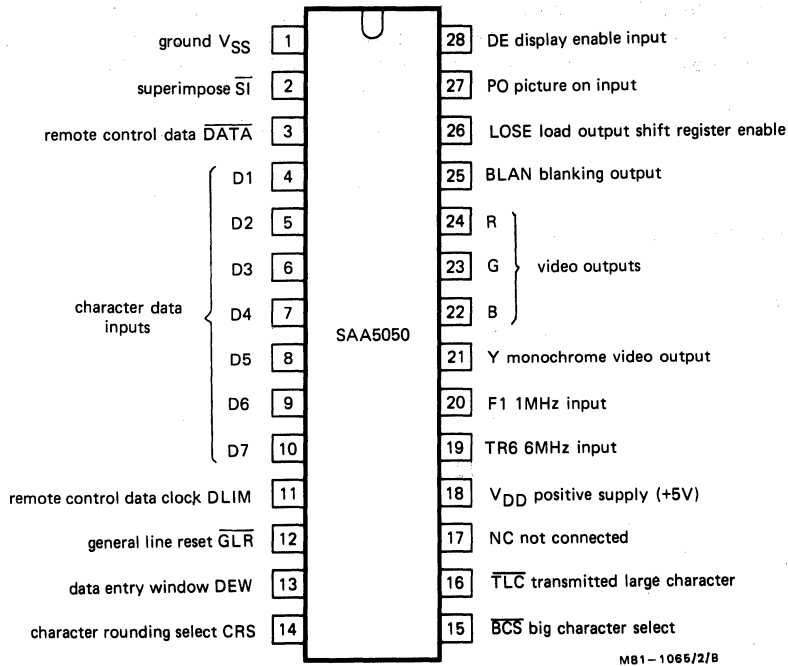 ground VSS 1 28 DE display enable input
superimpose S̅I̅ 2 27 PO picture on input
remote control data D̅A̅T̅A̅ 3 26 LOSE load output shift register enable
D1 4 25 BLAN blanking output
D2 5 24 R
D3 6 23 G video outputs
character data
inputs
D4 7 22 B
SAA5050
D5 8 21 Y monochrome video output
D6 9 20 F1 1MHz input
D7 10 19 TR6 6MHz input
remote control data clock DLIM 11 18 VDD positive supply (+5V)
general line reset G̅L̅R̅ 12 17 NC not connected
data entry window DEW 13 16 T̅L̅C̅ transmitted large character
character rounding select CRS 14 15 B̅C̅S̅ big character select
M81-1065/2/B